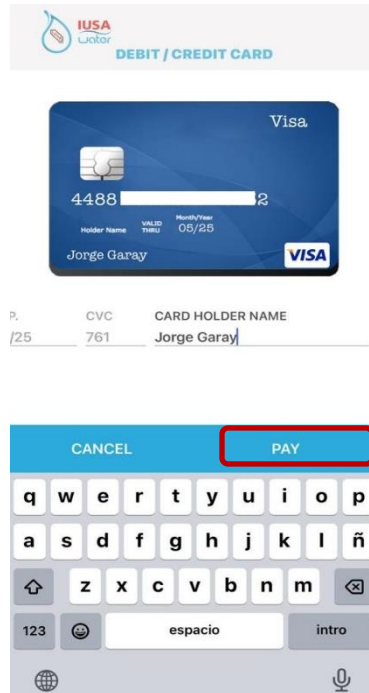 IUSA
water
DEBIT / CREDIT CARD
Visa
4488 2
Holder Name VALID THRU Month/Year 05/25
Jorge Garay VISA
P. CVC CARD HOLDER NAME
/25 761 Jorge Garay
CANCEL PAY
q w e r t y u i o p
a s d f g h j k l ñ
z x c v b n m
123 espacio intro